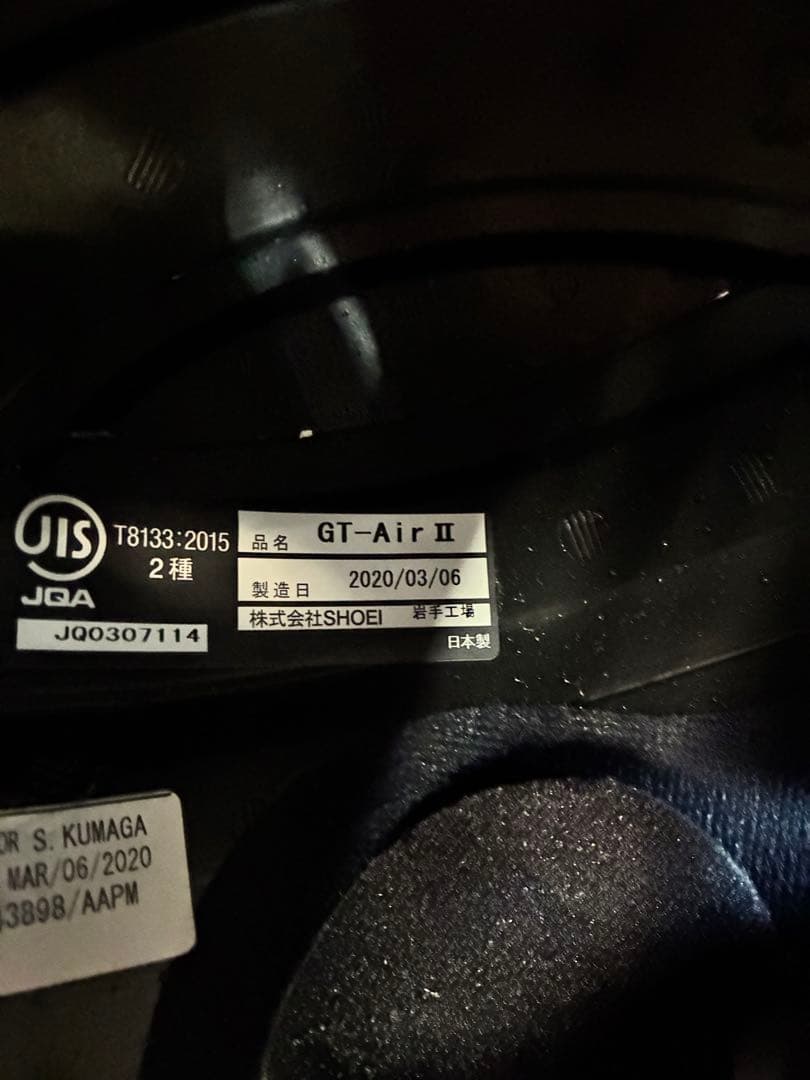 JIS
JQA
T8133:2015
2種
JQ0307114
品名 GT-Air Ⅱ
製造日 2020/03/06
株式会社SHOEI 岩手工場
日本製
OR S. KUMAGA
MAR/06/2020
3898/AAPM